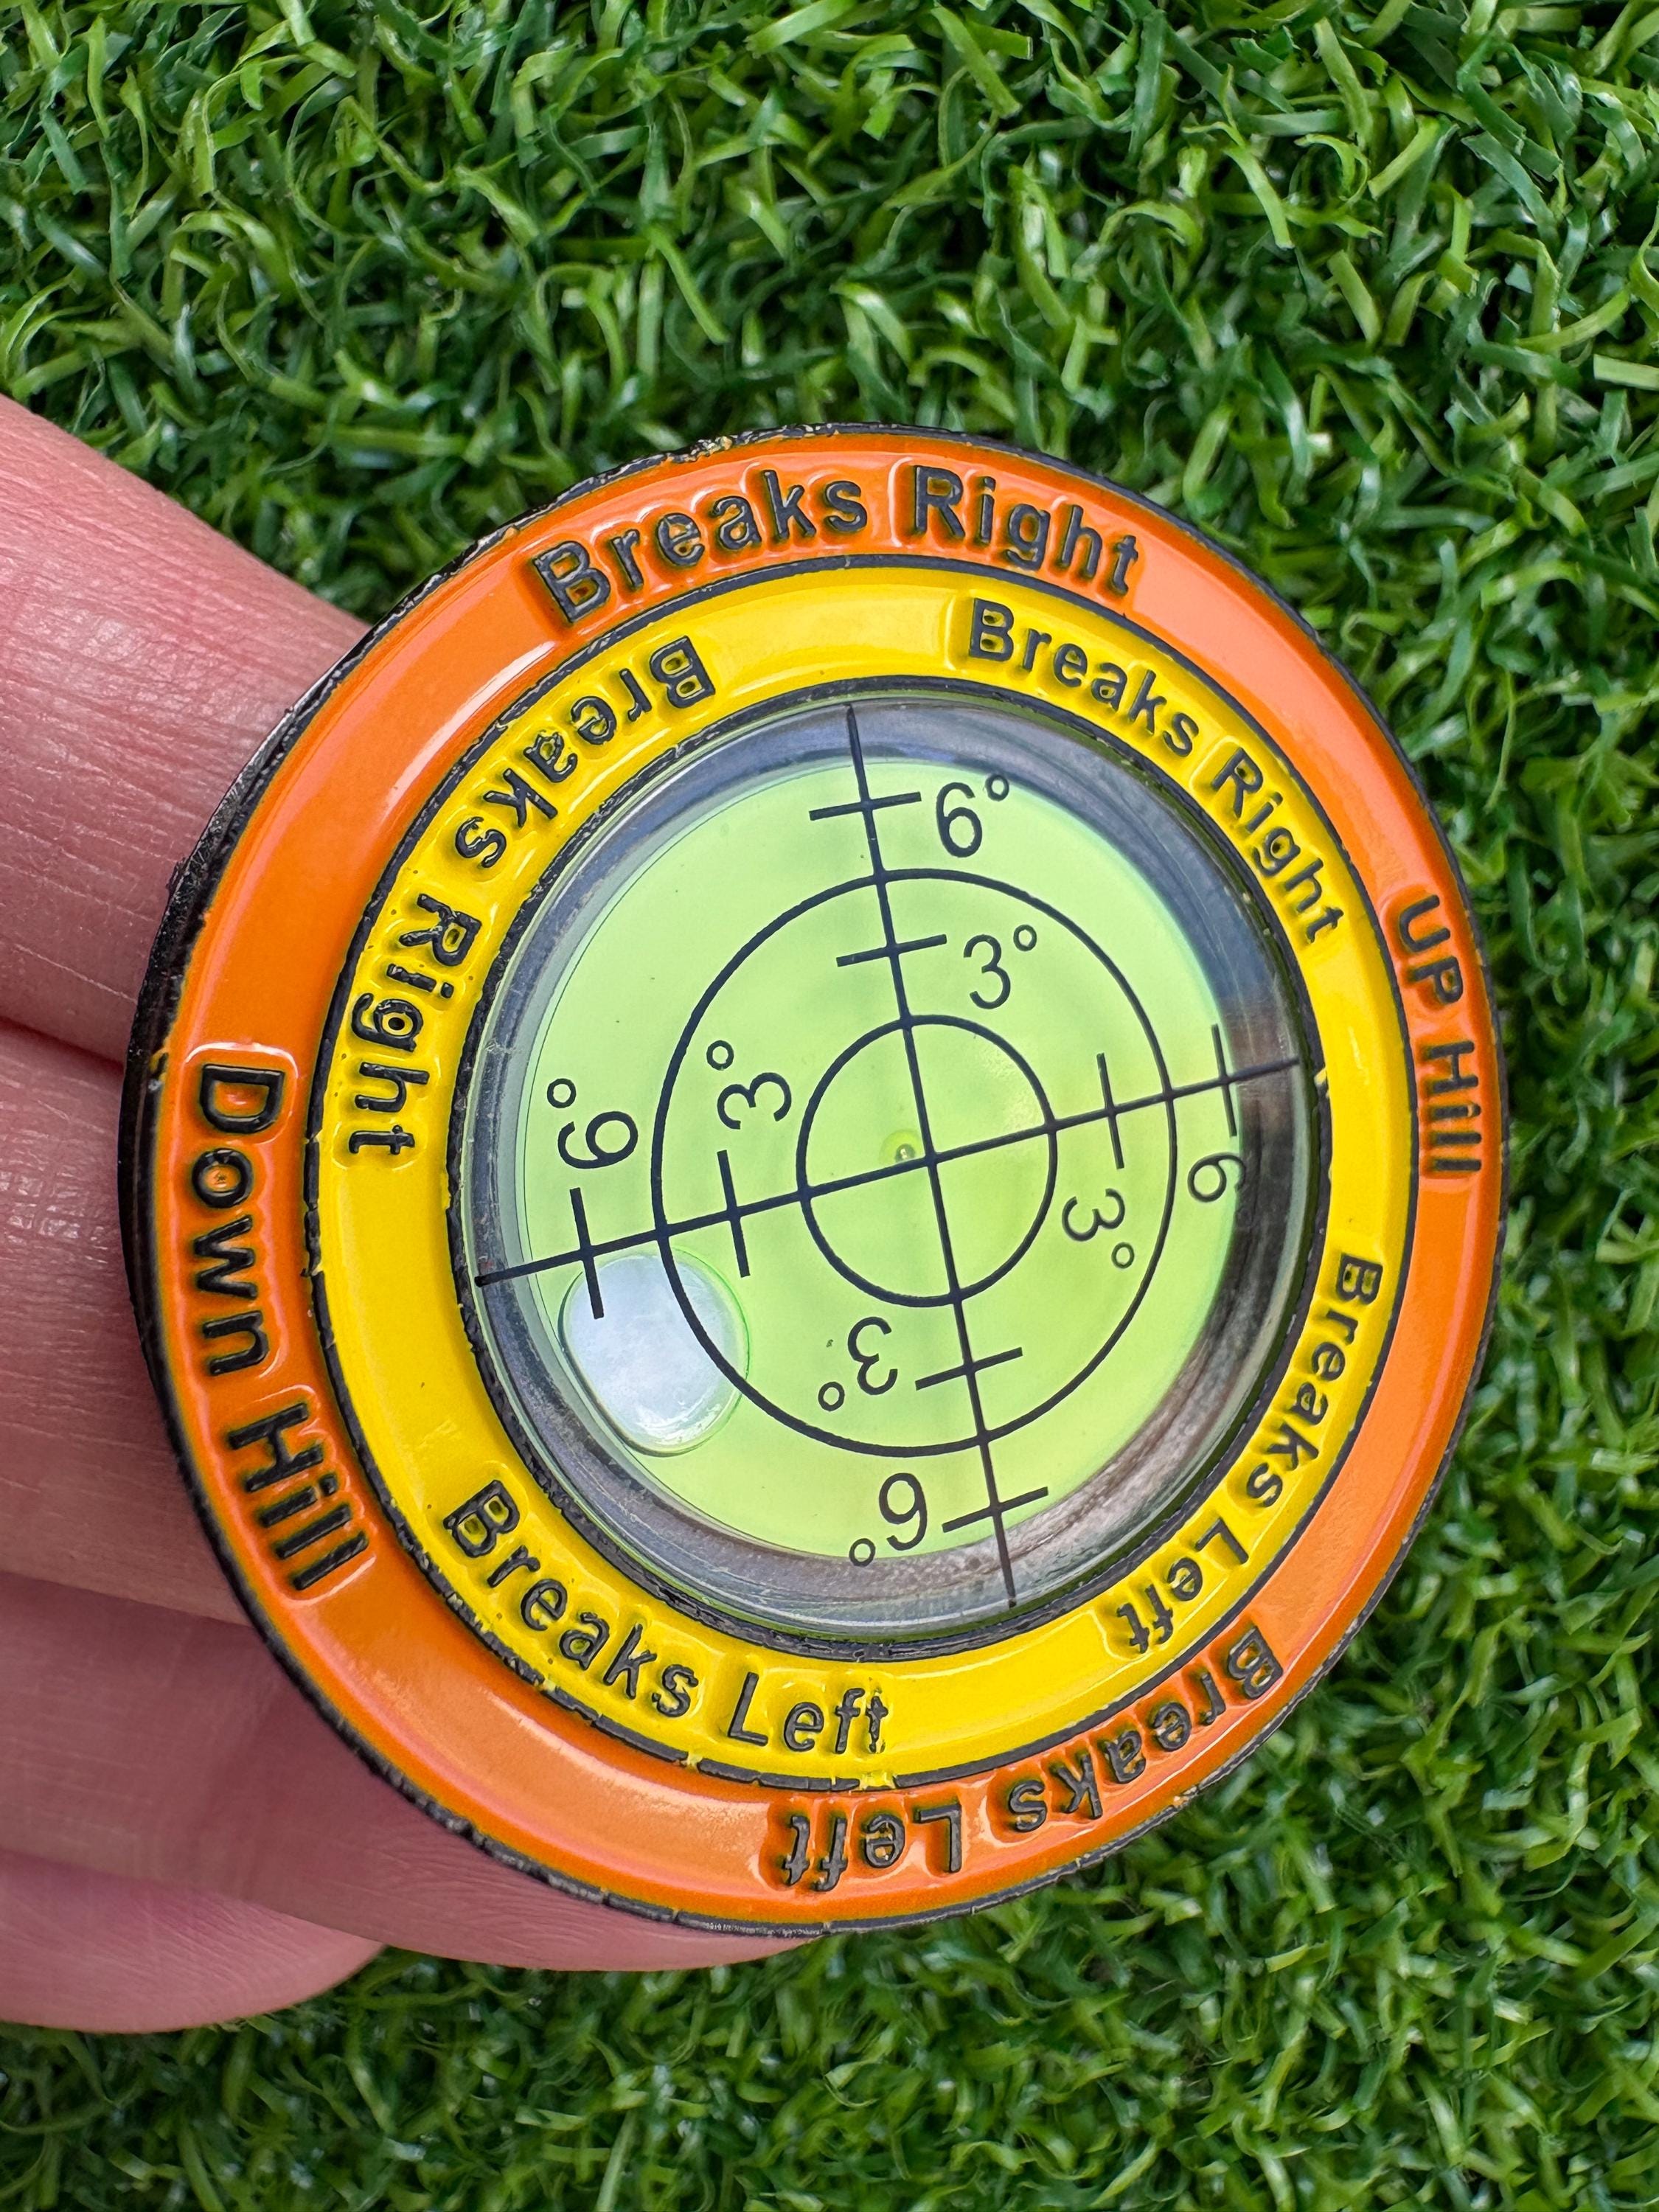 Breaks Right
UP Hill
Breaks Left
Down Hill
Breaks Right
Breaks Right
Breaks Left
Breaks Left
6°
3°
3°
6°
3°
6
3°
6°